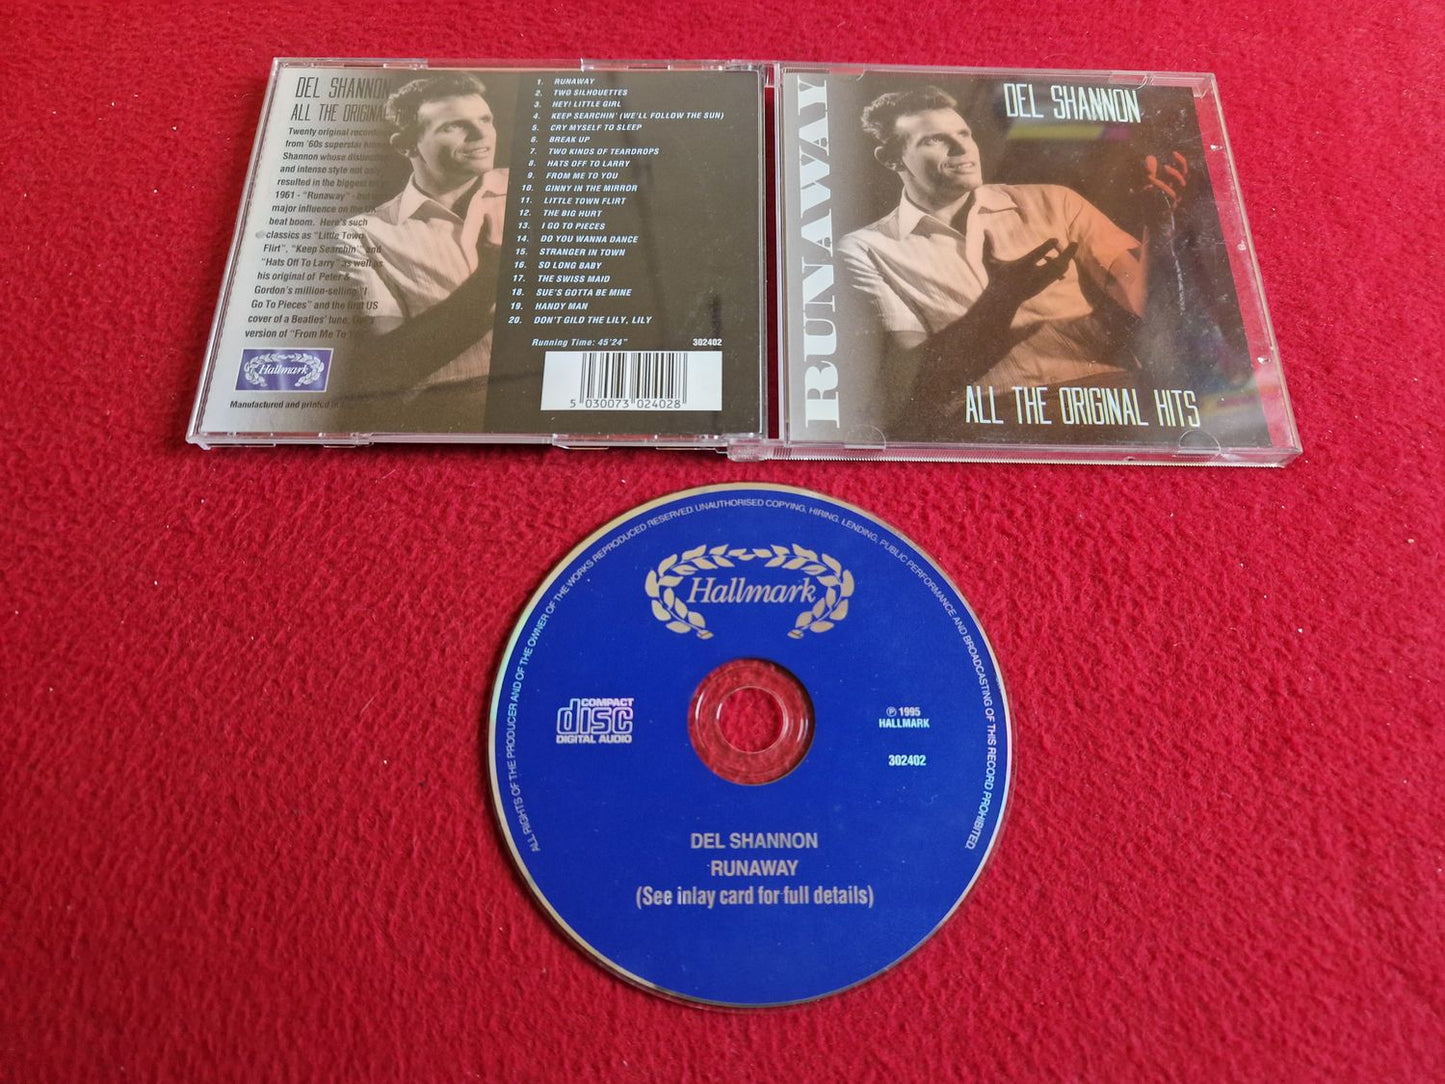 DEL SHANNON
ALL THE ORIGINAL
Twenty original
from '60s superstar
Shannon whose
and intense style not
resulted in the biggest
1961 - "Runaway" -
major influence on the UK
beat boom. Here's such
classics as "Little Town
Flirt", "Keep Searchin'" and
"Hats Off To Larry" as well as
his original of Peter &
Gordon's million-selling "I
Go To Pieces" and the first US
cover of a Beatles' tune,
version of "From Me To
Hallmark
Manufactured and printed in
1. RUNAWAY
2. TWO SILHOUETTES
3. HEY! LITTLE GIRL
4. KEEP SEARCHIN' (WE'LL FOLLOW THE SUN)
5. CRY MYSELF TO SLEEP
6. BREAK UP
7. TWO KINDS OF TEARDROPS
8. HATS OFF TO LARRY
9. FROM ME TO YOU
10. GINNY IN THE MIRROR
11. LITTLE TOWN FLIRT
12. THE BIG HURT
13. I GO TO PIECES
14. DO YOU WANNA DANCE
15. STRANGER IN TOWN
16. SO LONG BABY
17. THE SWISS MAID
18. SUE'S GOTTA BE MINE
19. HANDY MAN
20. DON'T GILD THE LILY, LILY
Running Time: 45'24"
302402
5 030073 024028
RUNAWAY
DEL SHANNON
ALL THE ORIGINAL HITS
ALL RIGHTS OF THE PRODUCER AND OF THE OWNER OF THE WORKS REPRODUCED RESERVED. UNAUTHORISED COPYING, HIRING, LENDING, PUBLIC PERFORMANCE AND BROADCASTING OF THIS RECORD PROHIBITED.
Hallmark
COMPACT
disc
DIGITAL AUDIO
℗ 1995
HALLMARK
302402
DEL SHANNON
RUNAWAY
(See inlay card for full details)